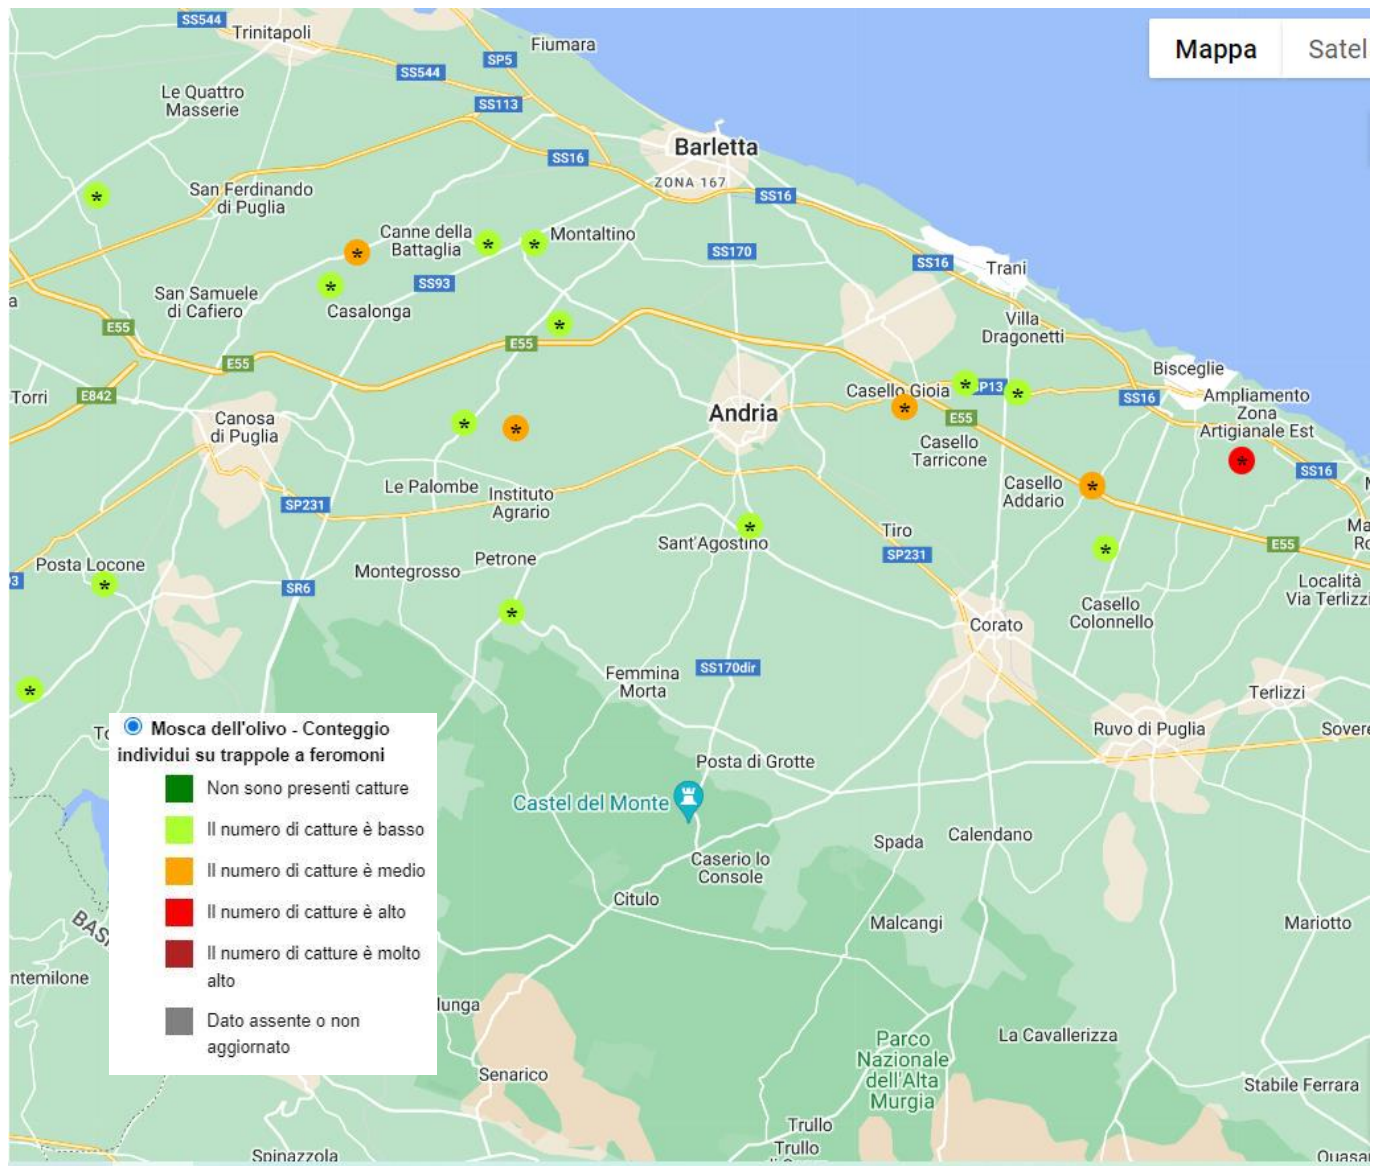 SS544
Trinitapoli
Fiumara
SP5
SS544
Le Quattro
Masserie
SS113
Mappa
Satel
Barletta
SS16
ZONA 167
San Ferdinando
di Puglia
SS16
Canne della
Battaglia
Montaltino
SS170
SS16
Trani
SS93
San Samuele
di Cafiero
Casalonga
a
E55
Villa
Dragonetti
E55
E55
Bisceglie
Torri
E842
Casello Gioia
P13
SS16
Ampliamento
Zona
Artigianale Est
Canosa
di Puglia
Andria
E55
Casello
Tarricone
SS16
Le Palombe
Instituto
Agrario
SP231
Casello
Addario
Sant'Agostino
Tiro
SP231
E55
Ma
Posta Locone
3
Petrone
Montegrosso
SR6
Località
Via Terlizzi
Casello
Colonnello
Corato
Femmina
Morta
SS170dir
Terlizzi
Ruvo di Puglia
Sovere
Mosca dell'olivo - Conteggio
individui su trappole a feromoni
Non sono presenti catture
Il numero di catture è basso
Il numero di catture è medio
Il numero di catture è alto
Il numero di catture è molto
alto
Dato assente o non
aggiornato
Posta di Grotte
Castel del Monte
Caserio lo
Console
Spada
Calendano
Citulo
Malcangi
Mariotto
BAS
ntemilone
lunga
La Cavallerizza
Parco
Nazionale
dell'Alta
Murgia
Senarico
Stabile Ferrara
Trullo
Trullo
Spinazzola
Quasa